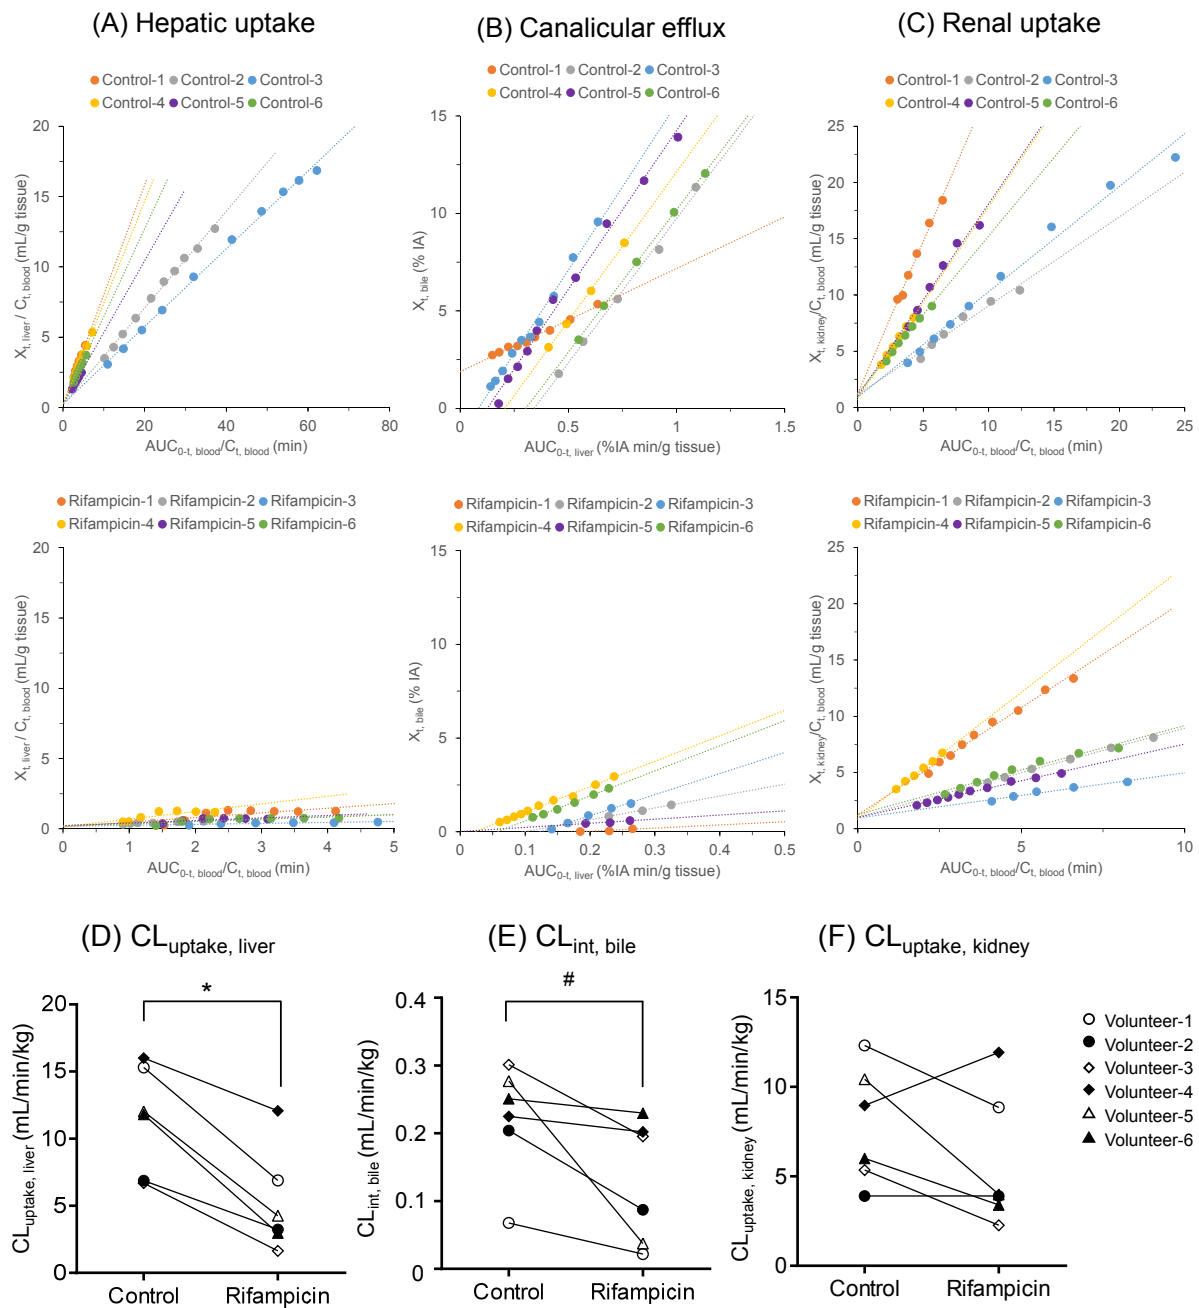 (A) Hepatic uptake
(B) Canalicular efflux
(C) Renal uptake
Control-1 Control-2 Control-3
Control-4 Control-5 Control-6
20
15
10
5
0
0 20 40 60 80
Xt, liver / Ct, blood (mL/g tissue)
AUC0-t, blood/Ct, blood (min)
Control-1 Control-2 Control-3
Control-4 Control-5 Control-6
15
10
5
0
0 0.5 1 1.5
Xt, bile (% IA)
AUC0-t, liver (%IA min/g tissue)
Control-1 Control-2 Control-3
Control-4 Control-5 Control-6
25
20
15
10
5
0
0 5 10 15 20 25
Xt, kidney/Ct, blood (mL/g tissue)
AUC0-t, blood/Ct, blood (min)
Rifampicin-1 Rifampicin-2 Rifampicin-3
Rifampicin-4 Rifampicin-5 Rifampicin-6
20
15
10
5
0
0 1 2 3 4 5
Xt, liver / Ct, blood (mL/g tissue)
AUC0-t, blood/Ct, blood (min)
Rifampicin-1 Rifampicin-2 Rifampicin-3
Rifampicin-4 Rifampicin-5 Rifampicin-6
15
10
5
0
0 0.1 0.2 0.3 0.4 0.5
Xt, bile (% IA)
AUC0-t, liver (%IA min/g tissue)
Rifampicin-1 Rifampicin-2 Rifampicin-3
Rifampicin-4 Rifampicin-5 Rifampicin-6
25
20
15
10
5
0
0 5 10
Xt, kidney/Ct, blood (mL/g tissue)
AUC0-t, blood/Ct, blood (min)
(D) CLuptake, liver
20
15
10
5
0
*
CLuptake, liver (mL/min/kg)
Control Rifampicin
(E) CLint, bile
0.4
0.3
0.2
0.1
0
#
CLint, bile (mL/min/kg)
Control Rifampicin
(F) CLuptake, kidney
15
10
5
0
CLuptake, kidney (mL/min/kg)
Control Rifampicin
Volunteer-1
Volunteer-2
Volunteer-3
Volunteer-4
Volunteer-5
Volunteer-6